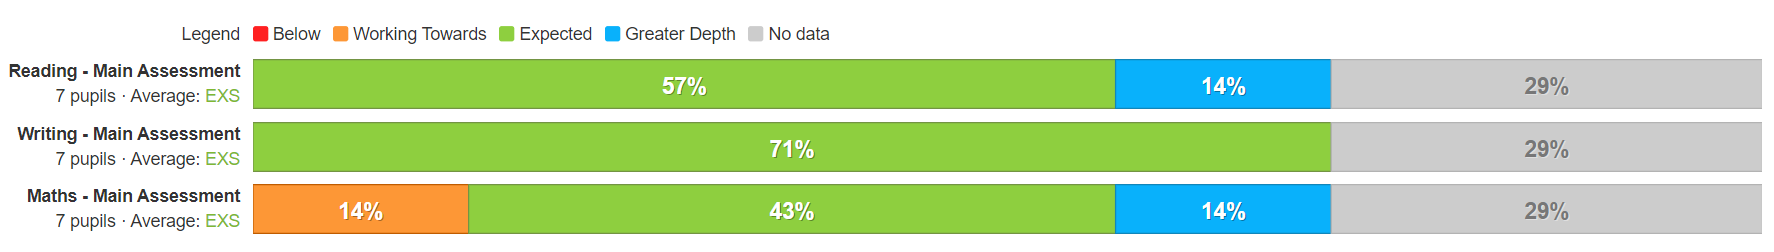 Legend Below Working Towards Expected Greater Depth No data
Reading - Main Assessment
7 pupils · Average: EXS
57% 14% 29%
Writing - Main Assessment
7 pupils · Average: EXS
71% 29%
Maths - Main Assessment
7 pupils · Average: EXS
14% 43% 14% 29%